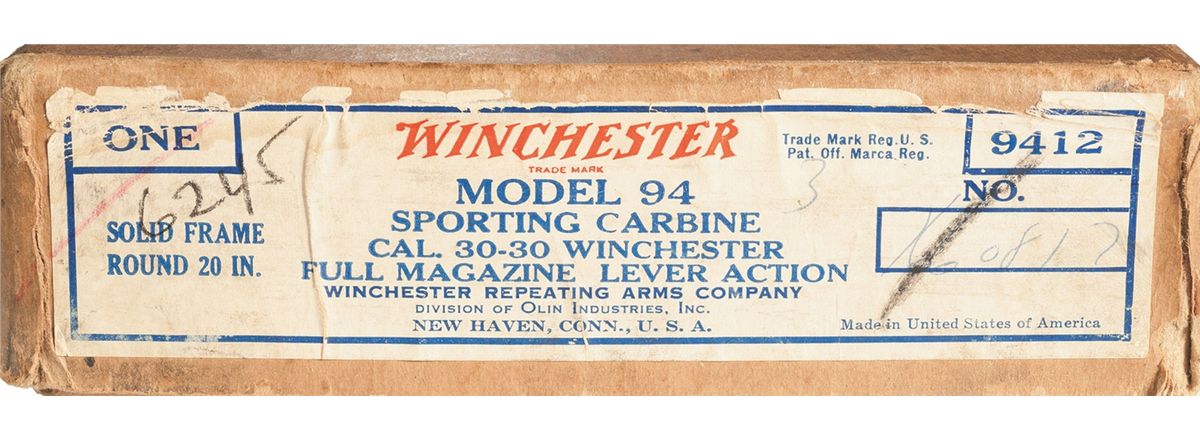 ONE
6245
SOLID FRAME
ROUND 20 IN.
WINCHESTER
TRADE MARK
MODEL 94
SPORTING CARBINE
CAL. 30-30 WINCHESTER
FULL MAGAZINE LEVER ACTION
WINCHESTER REPEATING ARMS COMPANY
DIVISION OF OLIN INDUSTRIES, INC.
NEW HAVEN, CONN., U. S. A.
Trade Mark Reg. U. S.
Pat. Off. Marca Reg.
3
9412
NO.
Made in United States of America